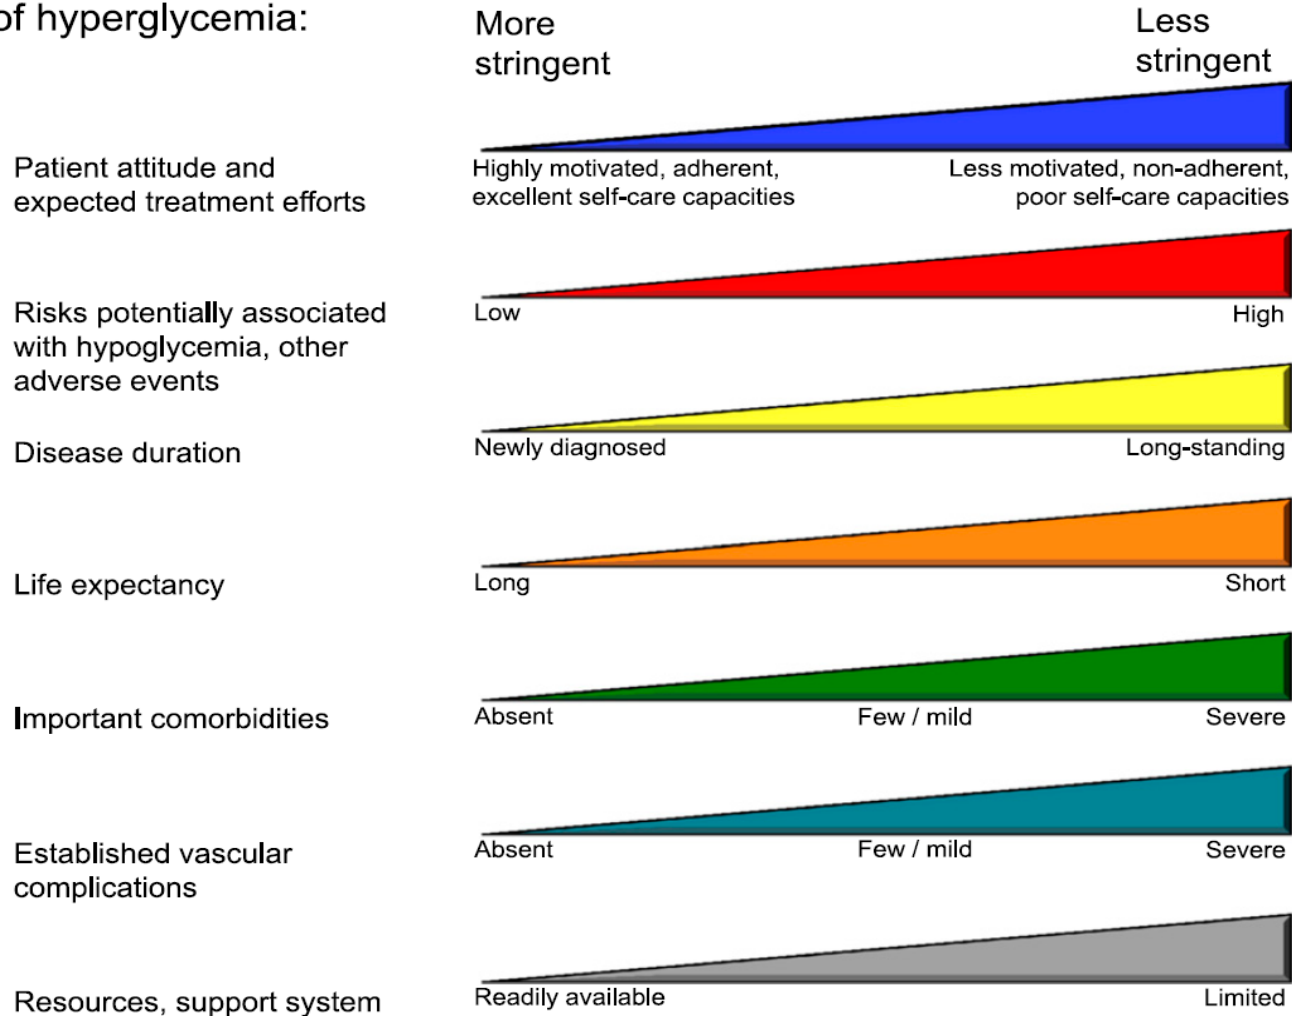 of hyperglycemia:
More
stringent
Less
stringent
Patient attitude and
expected treatment efforts
Highly motivated, adherent,
excellent self-care capacities
Less motivated, non-adherent,
poor self-care capacities
Risks potentially associated
with hypoglycemia, other
adverse events
Low
High
Disease duration
Newly diagnosed
Long-standing
Life expectancy
Long
Short
Important comorbidities
Absent
Few / mild
Severe
Established vascular
complications
Absent
Few / mild
Severe
Resources, support system
Readily available
Limited